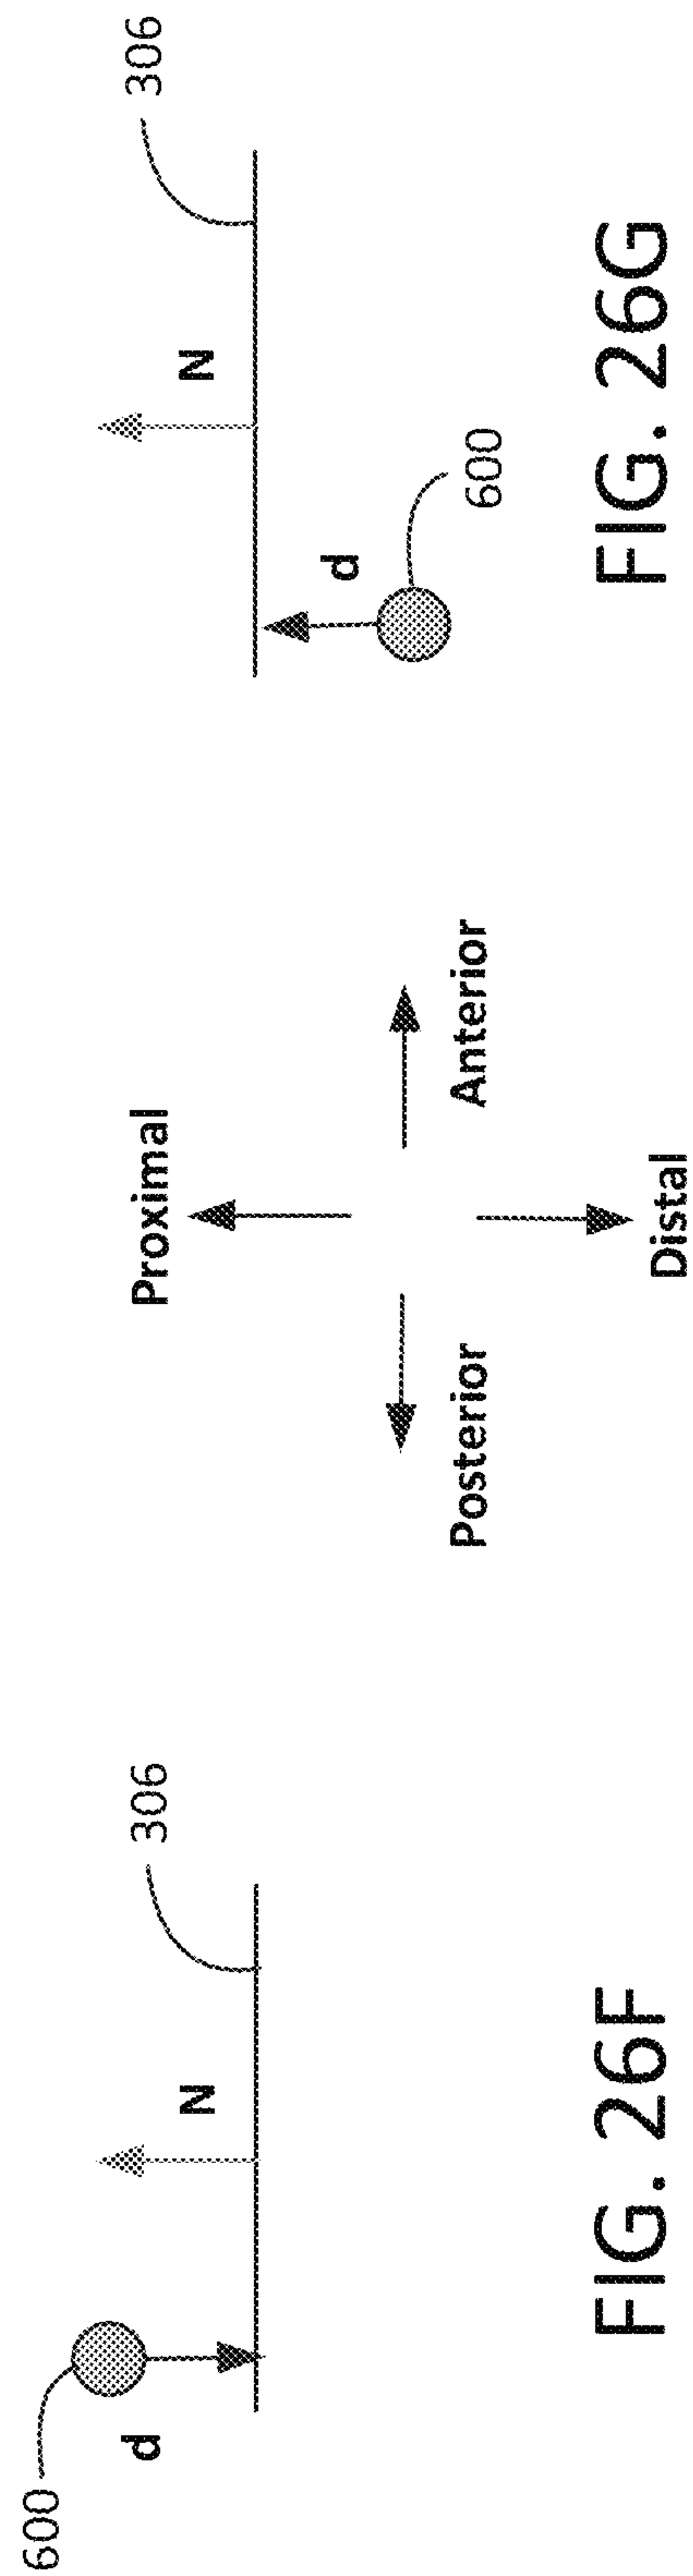 600
306
d
N
FIG. 26F
Proximal
Posterior
Anterior
Distal
306
N
d
600
FIG. 26G